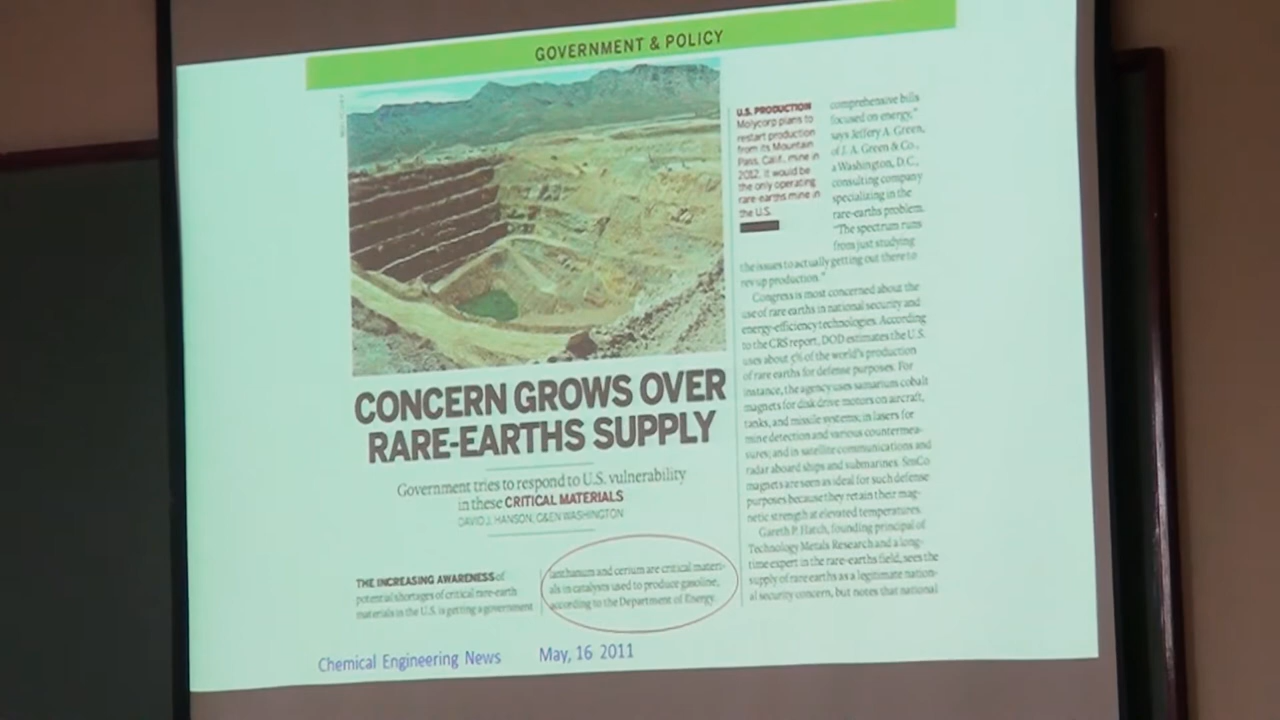 GOVERNMENT & POLICY
CONCERN GROWS OVER
RARE-EARTHS SUPPLY
Government tries to respond to U.S. vulnerability
in these CRITICAL MATERIALS
DAVID J. HANSON, C&EN WASHINGTON
THE INCREASING AWARENESS of
potential shortages of critical rare-earth
materials in the U.S. is getting a government
lanthanum and cerium are critical materi-
als in catalysts used to produce gasoline,
according to the Department of Energy.
U.S. PRODUCTION
Molycorp plans to
restart production
from its Mountain
Pass, Calif., mine in
2012. It would be
the only operating
rare-earths mine in
the U.S.
comprehensive bills
focused on energy,"
says Jeffery A. Green,
of J. A. Green & Co.,
a Washington, D.C.,
consulting company
specializing in the
rare-earths problem.
"The spectrum runs
from just studying
the issues to actually getting out there to
rev up production."
Congress is most concerned about the
use of rare earths in national security and
energy-efficiency technologies. According
to the CRS report, DOD estimates the U.S.
uses about 5% of the world's production
of rare earths for defense purposes. For
instance, the agency uses samarium cobalt
magnets for disk drive motors on aircraft,
tanks, and missile systems; in lasers for
mine detection and various countermea-
sures; and in satellite communications and
radar aboard ships and submarines. SmCo
magnets are seen as ideal for such defense
purposes because they retain their mag-
netic strength at elevated temperatures.
Gareth P. Hatch, founding principal of
Technology Metals Research and a long-
time expert in the rare-earths field, sees the
supply of rare earths as a legitimate nation-
al security concern, but notes that national
Chemical Engineering News May, 16 2011